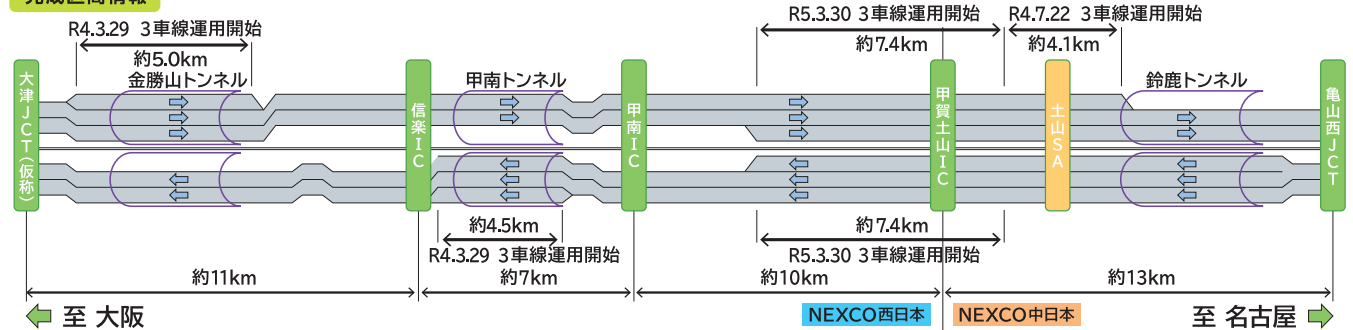 完成区間情報
R4.3.29 3車線運用開始
約5.0km
金勝山トンネル
甲南トンネル
R5.3.30 3車線運用開始
約7.4km
R4.7.22 3車線運用開始
約4.1km
鈴鹿トンネル
大津JCT(仮称)
信楽IC
甲南IC
甲賀土山IC
土山SA
亀山西JCT
約4.5km
R4.3.29 3車線運用開始
約7.4km
R5.3.30 3車線運用開始
約11km
約7km
約10km
約13km
至 大阪
NEXCO西日本
NEXCO中日本
至 名古屋